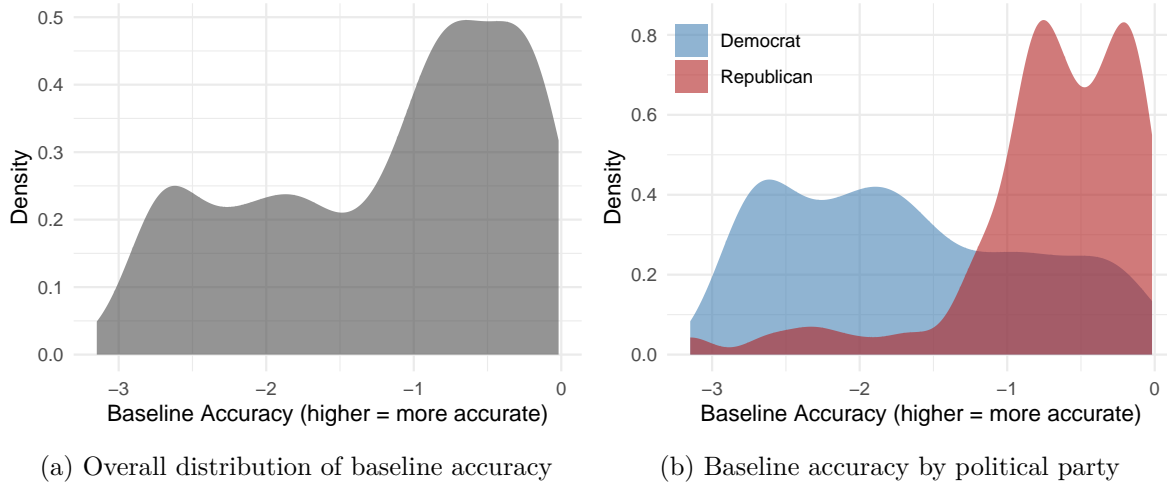 0.5
0.4
0.3
0.2
0.1
0.0
Density
−3
−2
−1
0
Baseline Accuracy (higher = more accurate)
(a) Overall distribution of baseline accuracy
Democrat
Republican
0.8
0.6
0.4
0.2
0.0
Density
−3
−2
−1
0
Baseline Accuracy (higher = more accurate)
(b) Baseline accuracy by political party